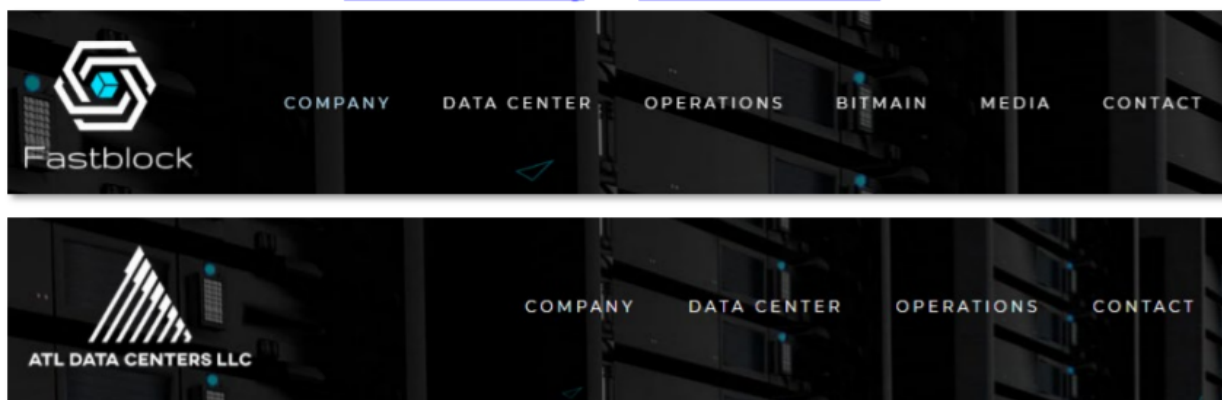 COMPANY DATA CENTER OPERATIONS BITMAIN MEDIA CONTACT
Fastblock
COMPANY DATA CENTER OPERATIONS CONTACT
ATL DATA CENTERS LLC